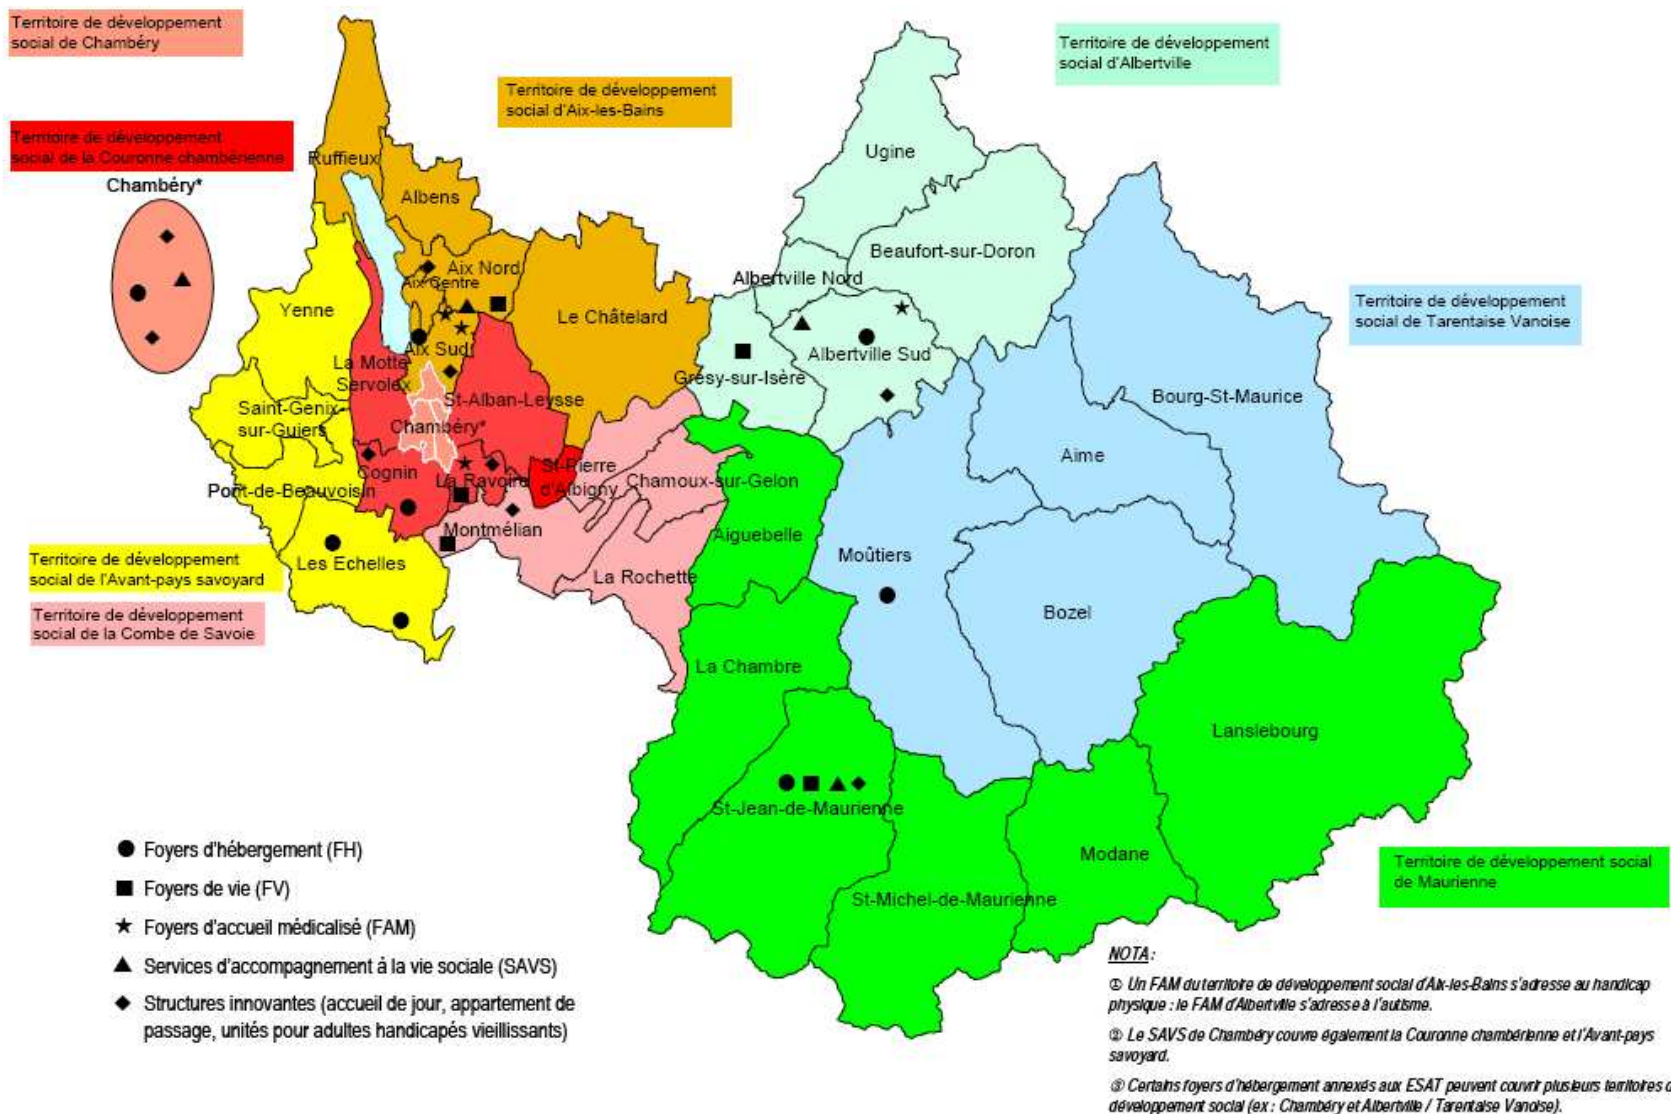 Territoire de développement
social de Chambéry
Territoire de développement
social d'Aix-les-Bains
Territoire de développement
social d'Albertville
Territoire de développement
social de la Couronne chambérienne
Chambéry*
Ruffieux
Albens
Ugine
Aix Nord
Aix Centre
Beaufort-sur-Doron
Albertville Nord
Yenne
Le Châtelard
Territoire de développement
social de Tarentaise Vanoise
Aix Sud
La Motte
Servolex
Albertville Sud
Grésy-sur-Isère
St-Alban-Leysse
Bourg-St-Maurice
Saint-Genix-
sur-Guiers
Chambéry*
Aime
Cognin
La Ravoire
St-Pierre
d'Albigny
Chamoux-sur-Gelon
Pont-de-Beauvoisin
Montmélian
Aiguebelle
Moûtiers
Territoire de développement
social de l'Avant-pays savoyard
Les Echelles
La Rochette
Bozel
Territoire de développement
social de la Combe de Savoie
La Chambre
Lanslebourg
St-Jean-de-Maurienne
Modane
St-Michel-de-Maurienne
Territoire de développement social
de Maurienne
Foyers d'hébergement (FH)
Foyers de vie (FV)
Foyers d'accueil médicalisé (FAM)
Services d'accompagnement à la vie sociale (SAVS)
Structures innovantes (accueil de jour, appartement de
passage, unités pour adultes handicapés vieillissants)
NOTA :
① Un FAM du territoire de développement social d'Aix-les-Bains s'adresse au handicap
physique : le FAM d'Albertville s'adresse à l'autisme.
② Le SAVS de Chambéry couvre également la Couronne chambérienne et l'Avant-pays
savoyard.
③ Certains foyers d'hébergement annexés aux ESAT peuvent couvrir plusieurs territoires d
développement social (ex : Chambéry et Albertville / Tarentaise Vanoise).